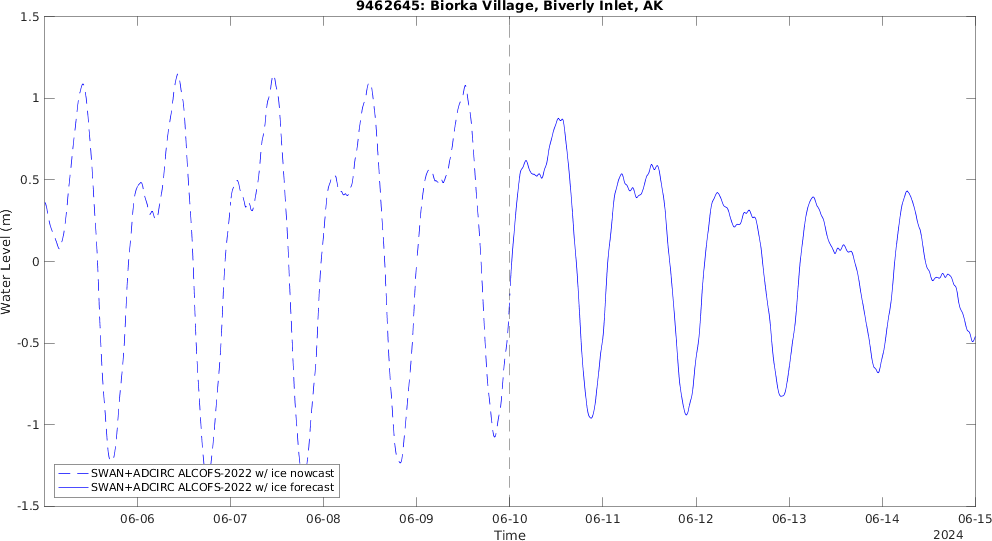 9462645: Biorka Village, Biverly Inlet, AK
1.5
1
0.5
0
-0.5
-1
-1.5
Water Level (m)
SWAN+ADCIRC ALCOFS-2022 w/ ice nowcast
SWAN+ADCIRC ALCOFS-2022 w/ ice forecast
06-06 06-07 06-08 06-09 06-10 06-11 06-12 06-13 06-14 06-15
Time
2024